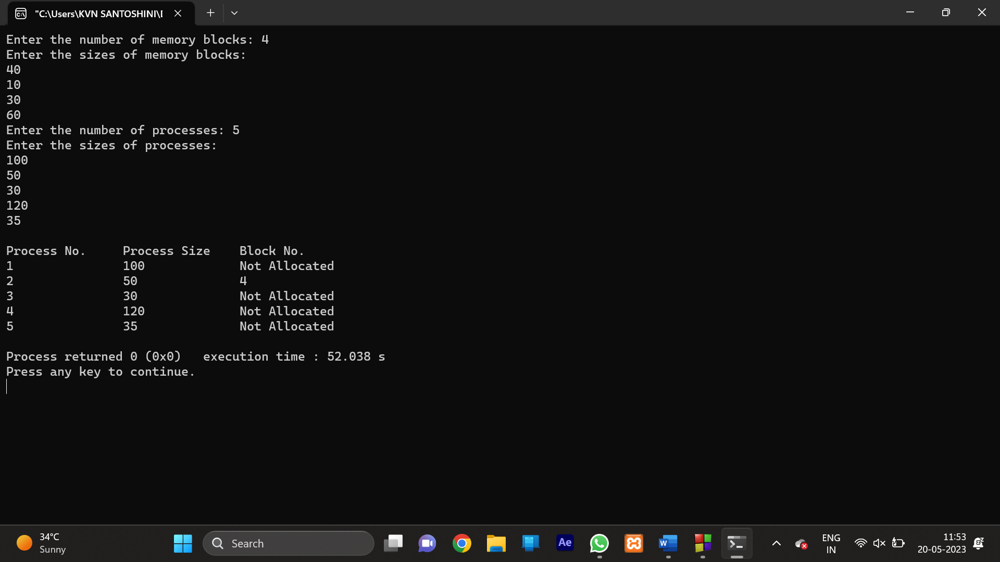 "C:\Users\KVN SANTOSHINI\I
Enter the number of memory blocks: 4
Enter the sizes of memory blocks:
40
10
30
60
Enter the number of processes: 5
Enter the sizes of processes:
100
50
30
120
35
Process No. Process Size Block No.
1 100 Not Allocated
2 50 4
3 30 Not Allocated
4 120 Not Allocated
5 35 Not Allocated
Process returned 0 (0x0) execution time : 52.038 s
Press any key to continue.
34°C
Sunny
Search
Ae
W
ENG
IN
11:53
20-05-2023